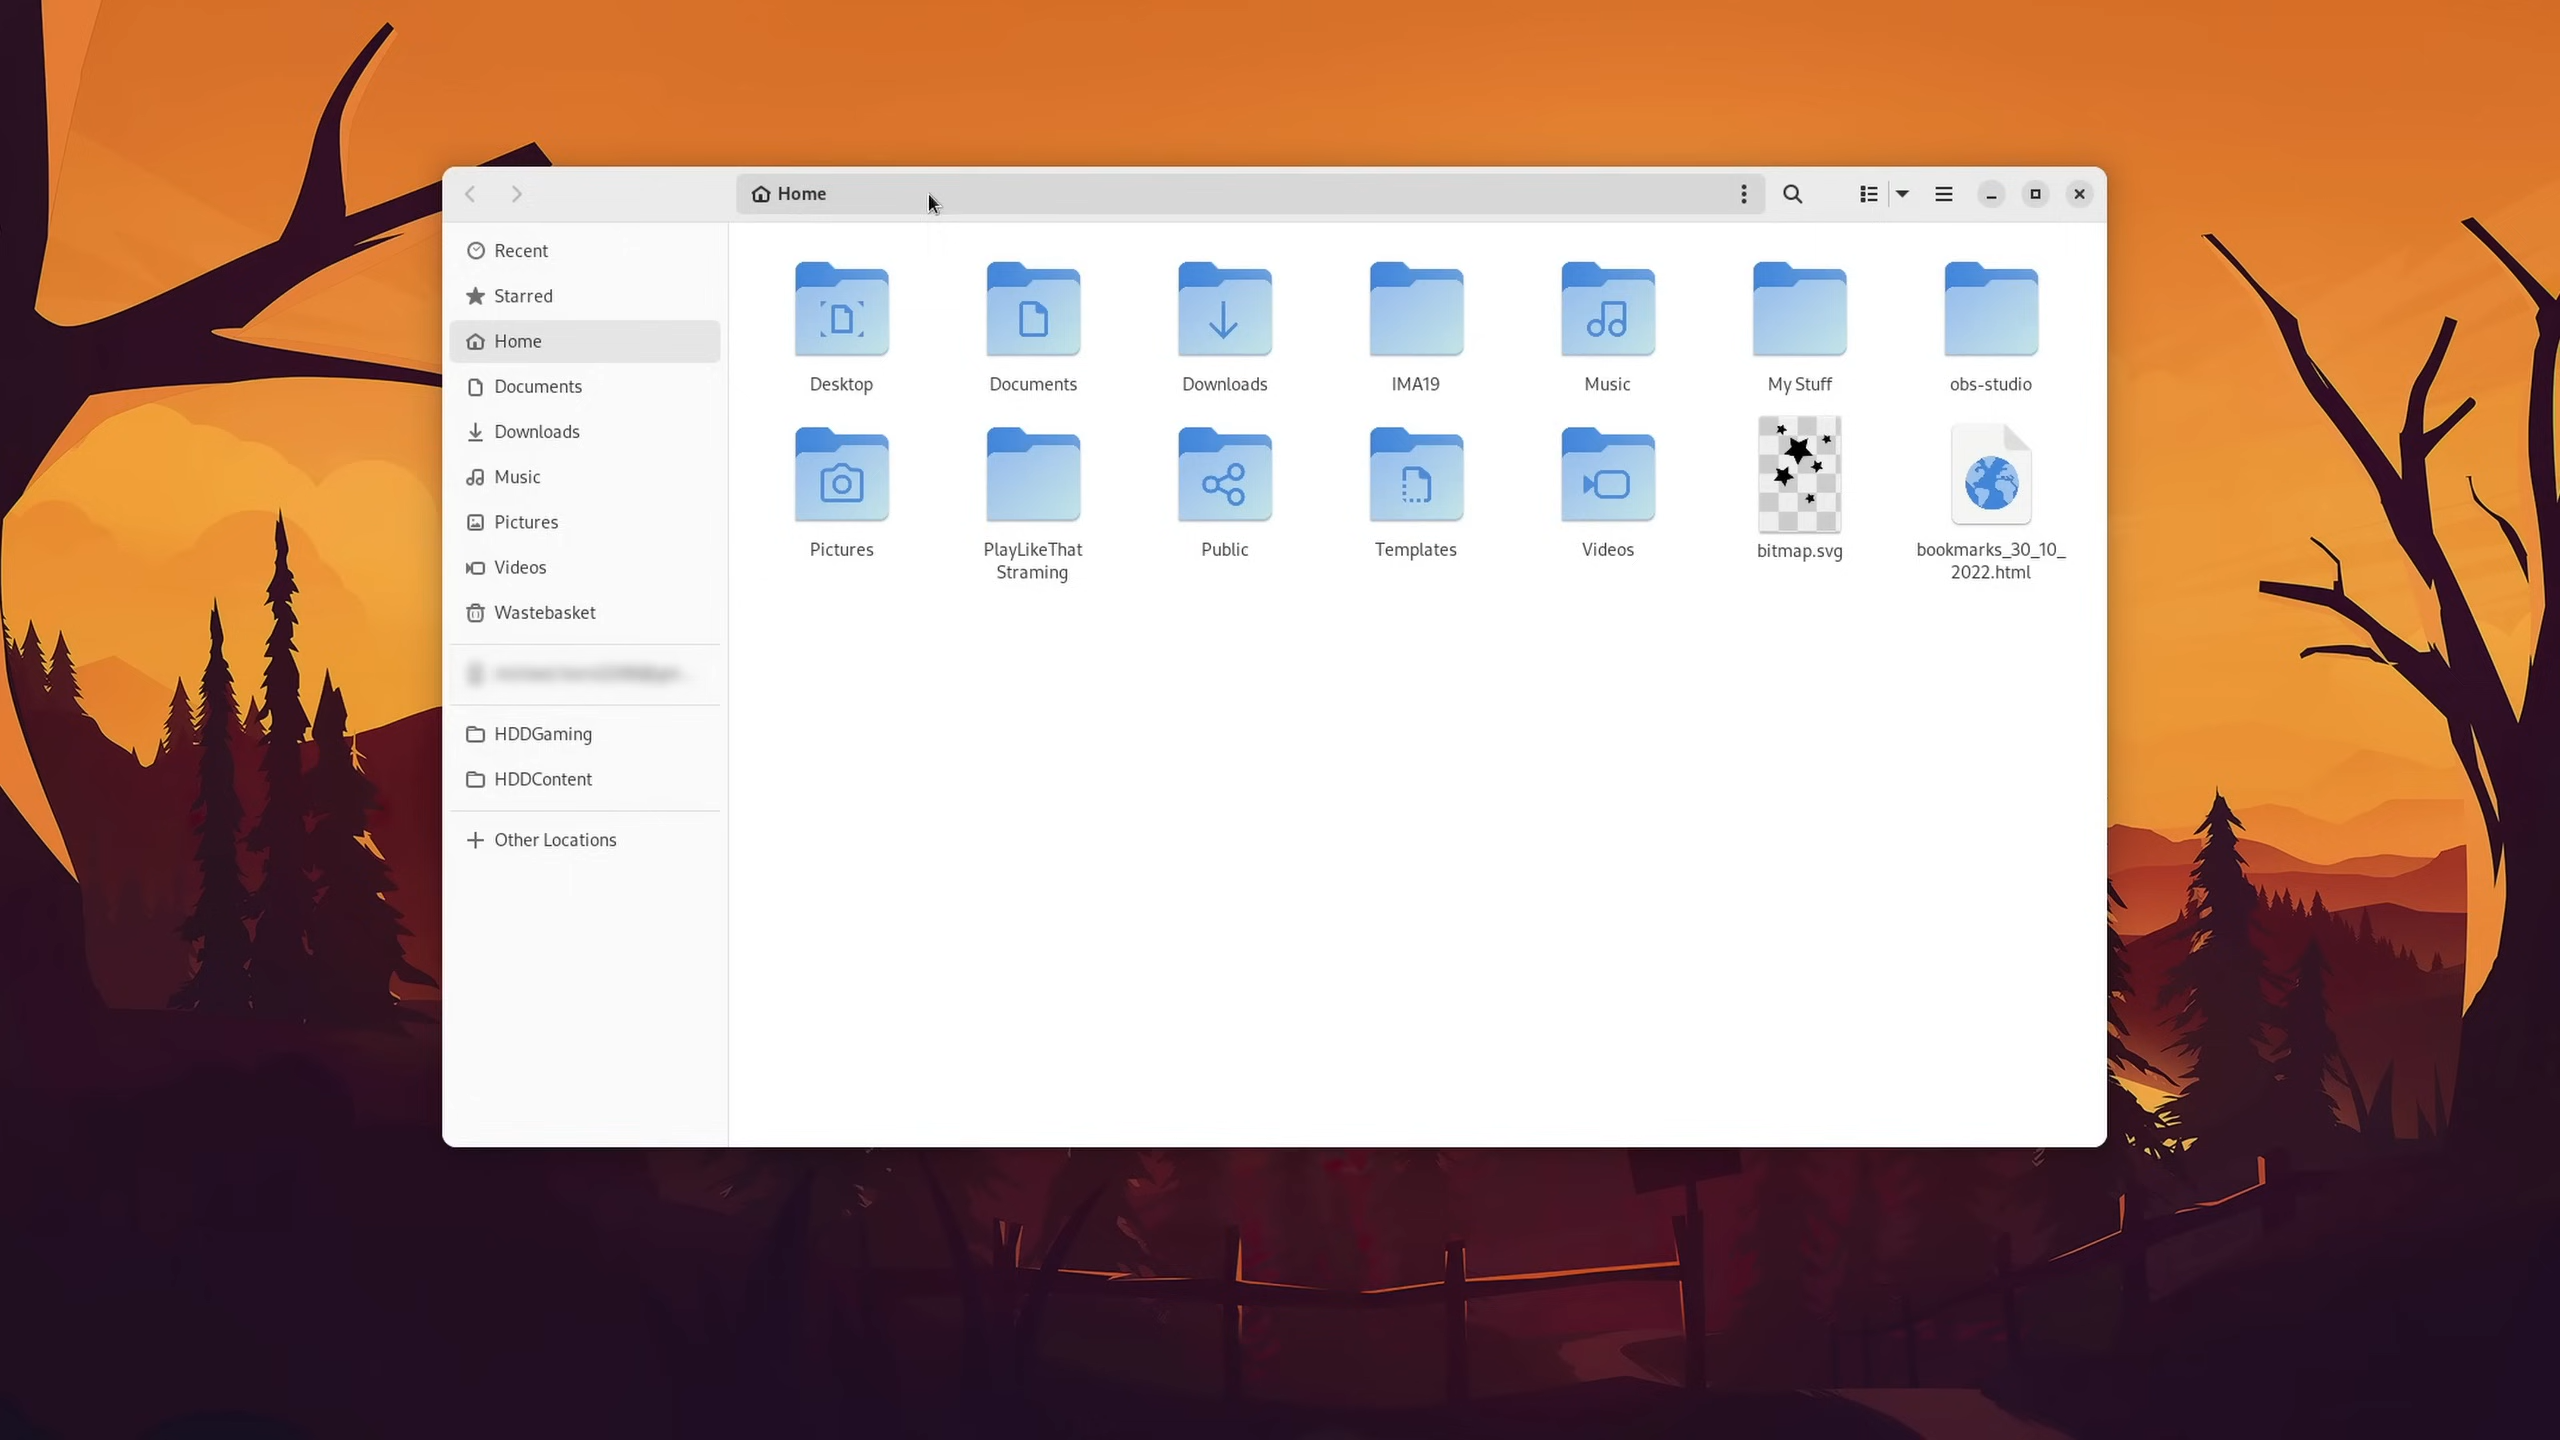 Home
Recent
Starred
Home
Documents
Downloads
Music
Pictures
Videos
Wastebasket
HDDGaming
HDDContent
Other Locations
Desktop
Documents
Downloads
IMA19
Music
My Stuff
obs-studio
Pictures
PlayLikeThat
Straming
Public
Templates
Videos
bitmap.svg
bookmarks_30_10_
2022.html